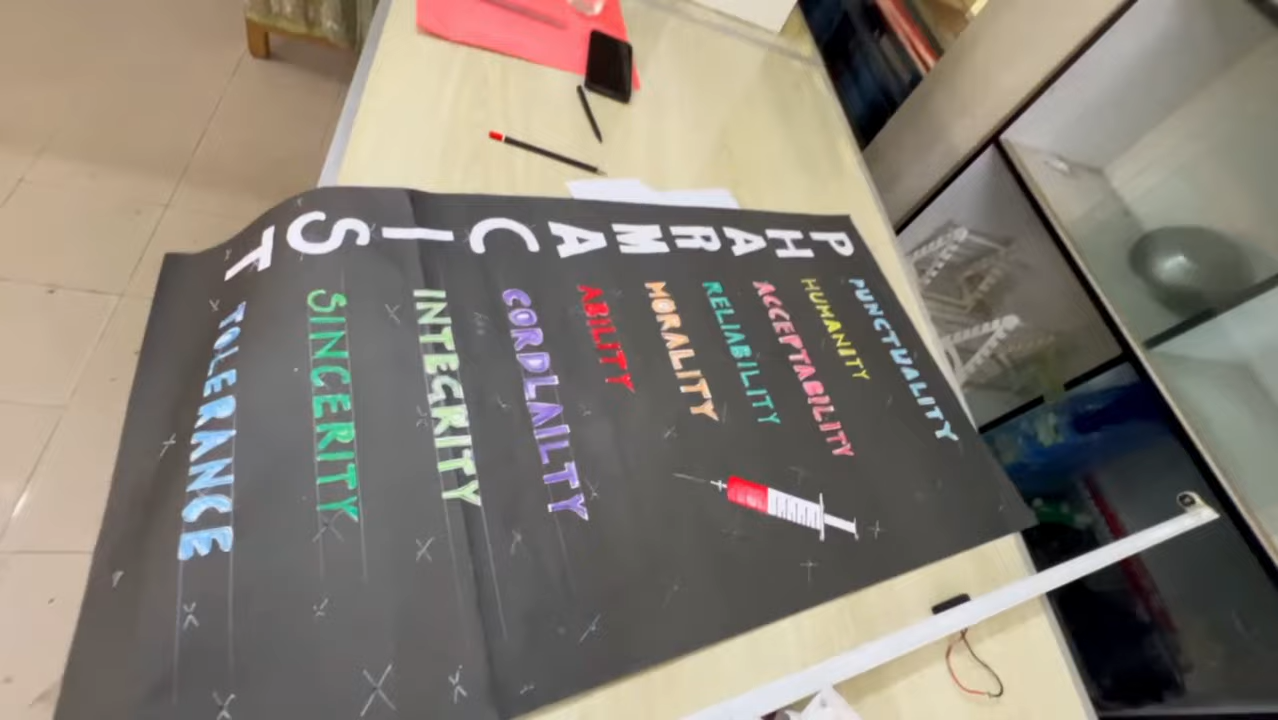 P PUNCTUALITY
H HUMANITY
A ACCEPTABILITY
R RELIABILITY
M MORALITY
A ABILITY
C CORDLAILTY
I INTEGRITY
S SINCERITY
T TOLERANCE